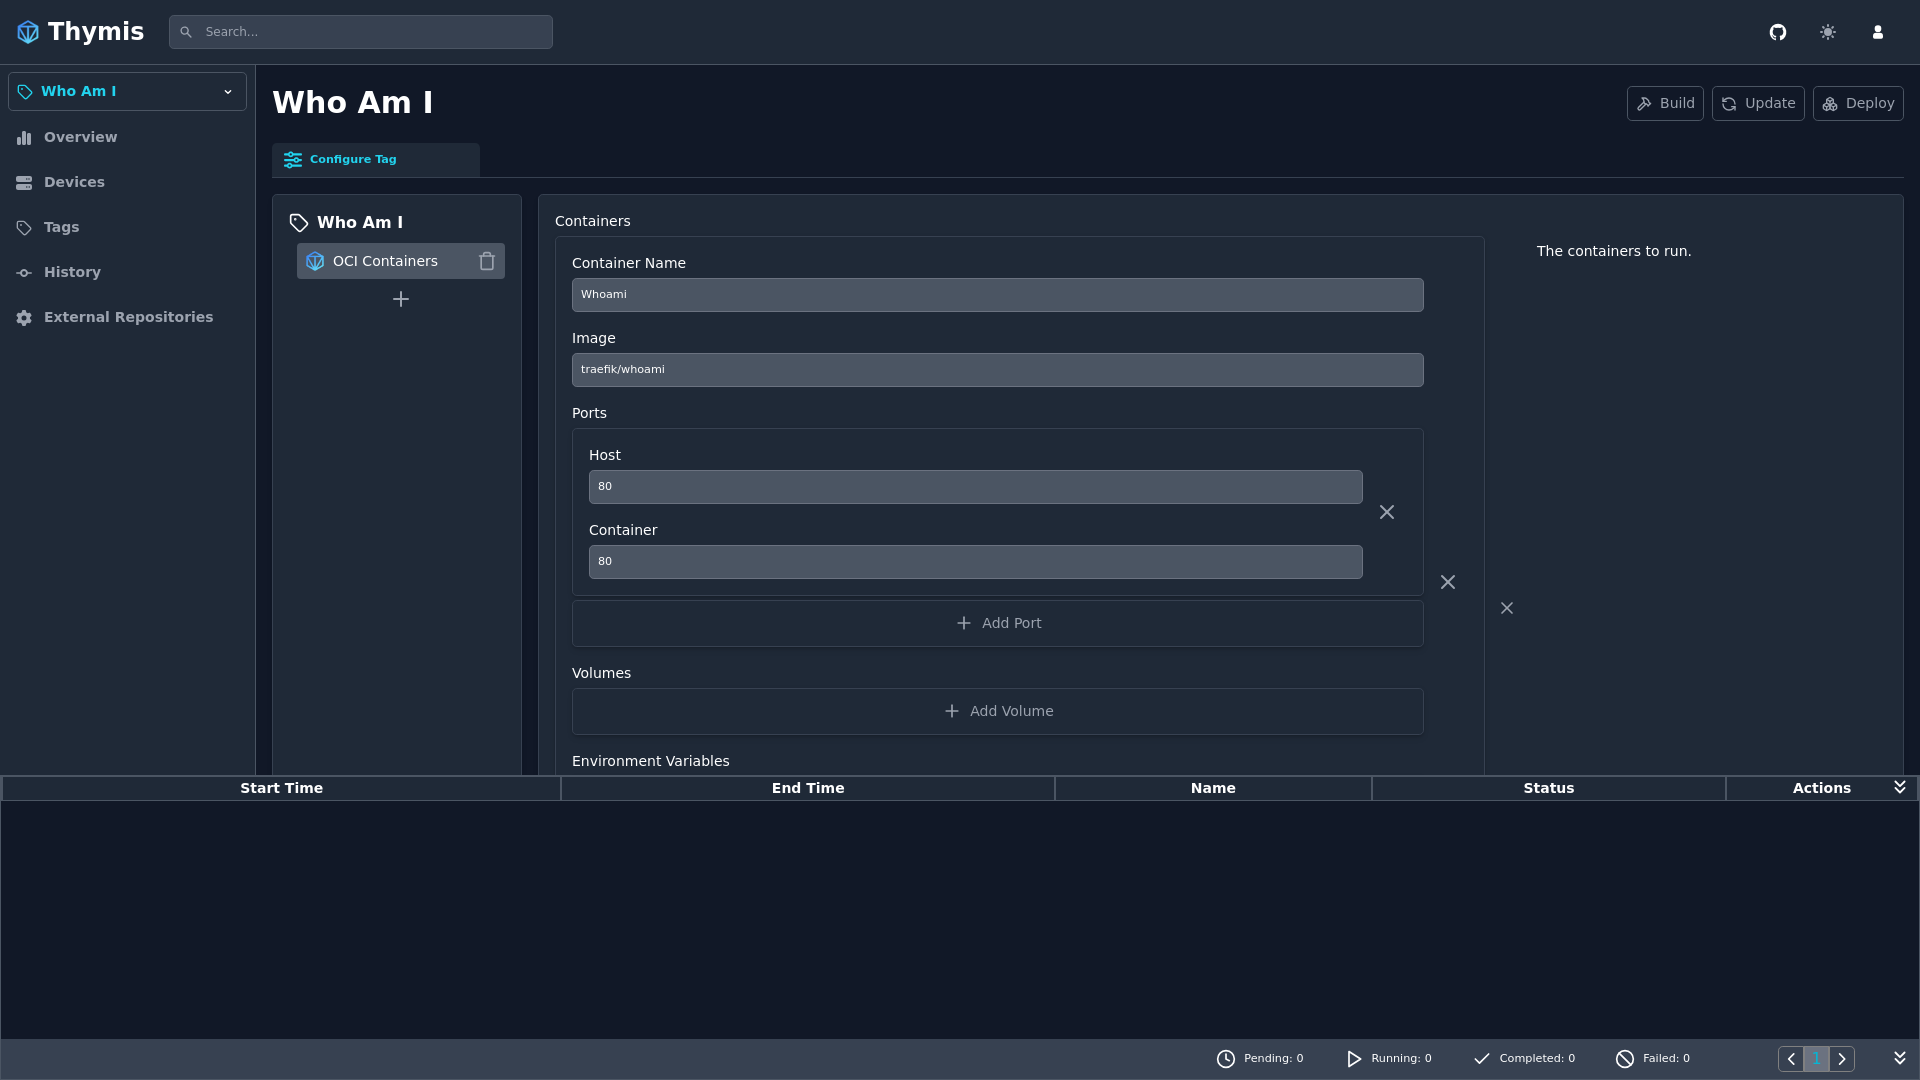 Thymis
Search...
Who Am I
Overview
Devices
Tags
History
External Repositories
Who Am I
Build
Update
Deploy
Configure Tag
Who Am I
OCI Containers
Containers
The containers to run.
Container Name
Whoami
Image
traefik/whoami
Ports
Host
80
Container
80
Add Port
Volumes
Add Volume
Environment Variables
Start Time End Time Name Status Actions
Pending: 0 Running: 0 Completed: 0 Failed: 0 1